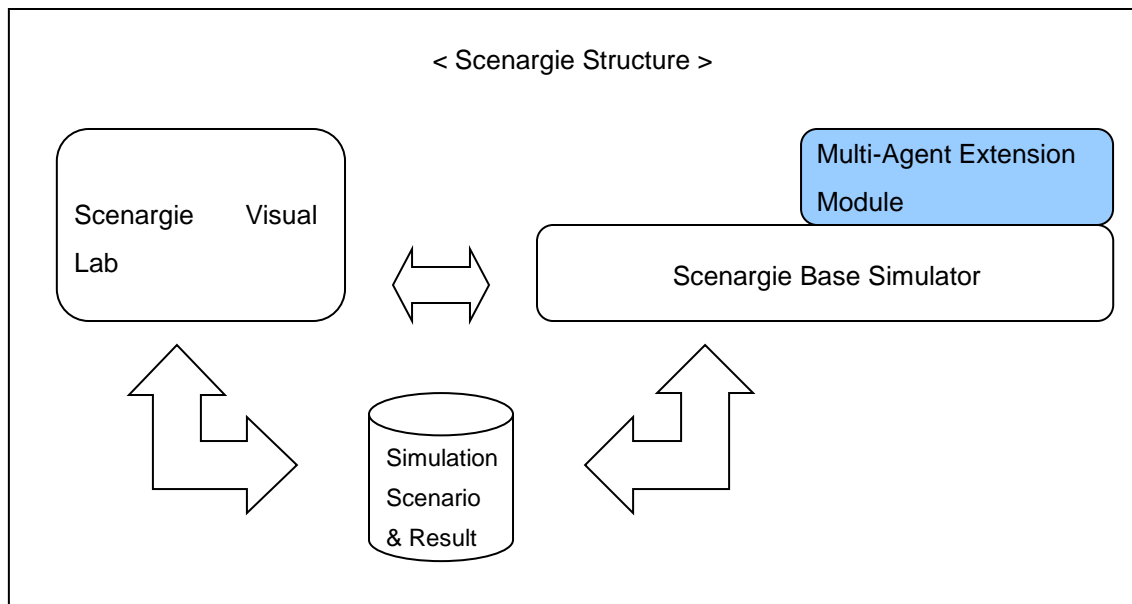 < Scenargie Structure >
Scenargie Visual
Lab
Multi-Agent Extension
Module
Scenargie Base Simulator
Simulation
Scenario
& Result